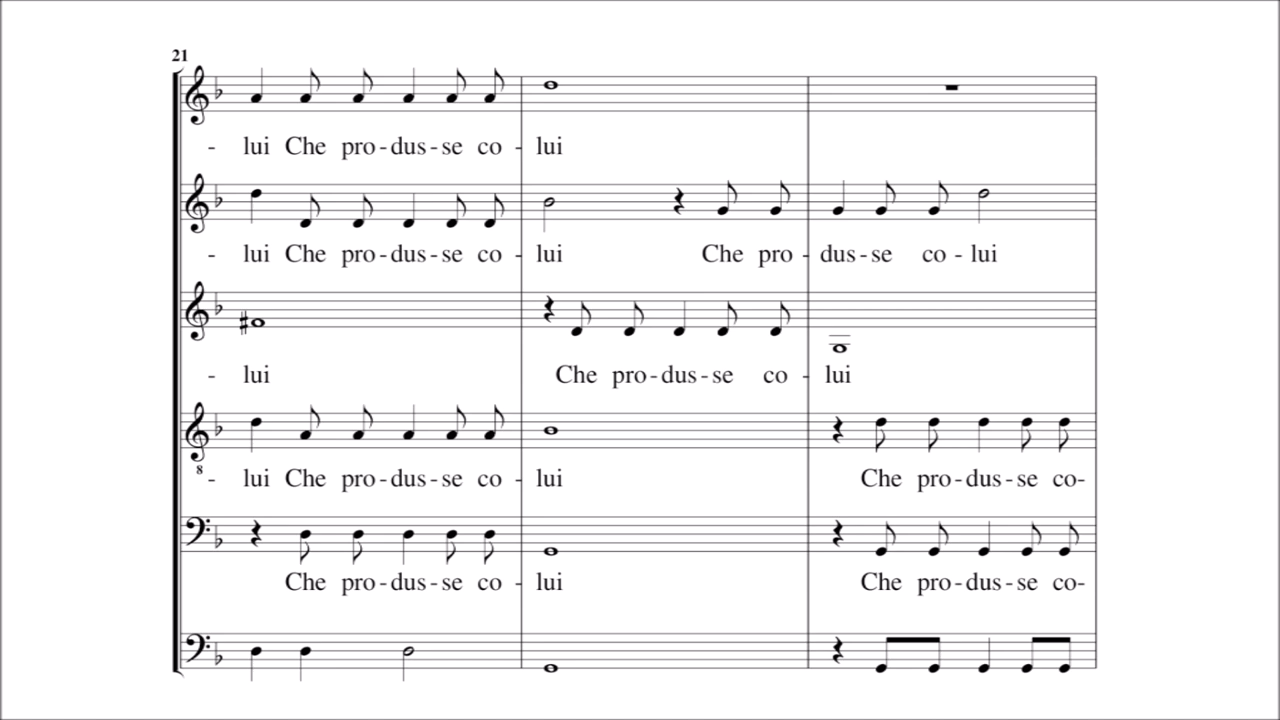 21
- lui Che pro - dus - se co - lui
- lui Che pro - dus - se co - lui Che pro - dus - se co - lui
- lui Che pro - dus - se co - lui
8
- lui Che pro - dus - se co - lui Che pro - dus - se co-
Che pro - dus - se co - lui Che pro - dus - se co-